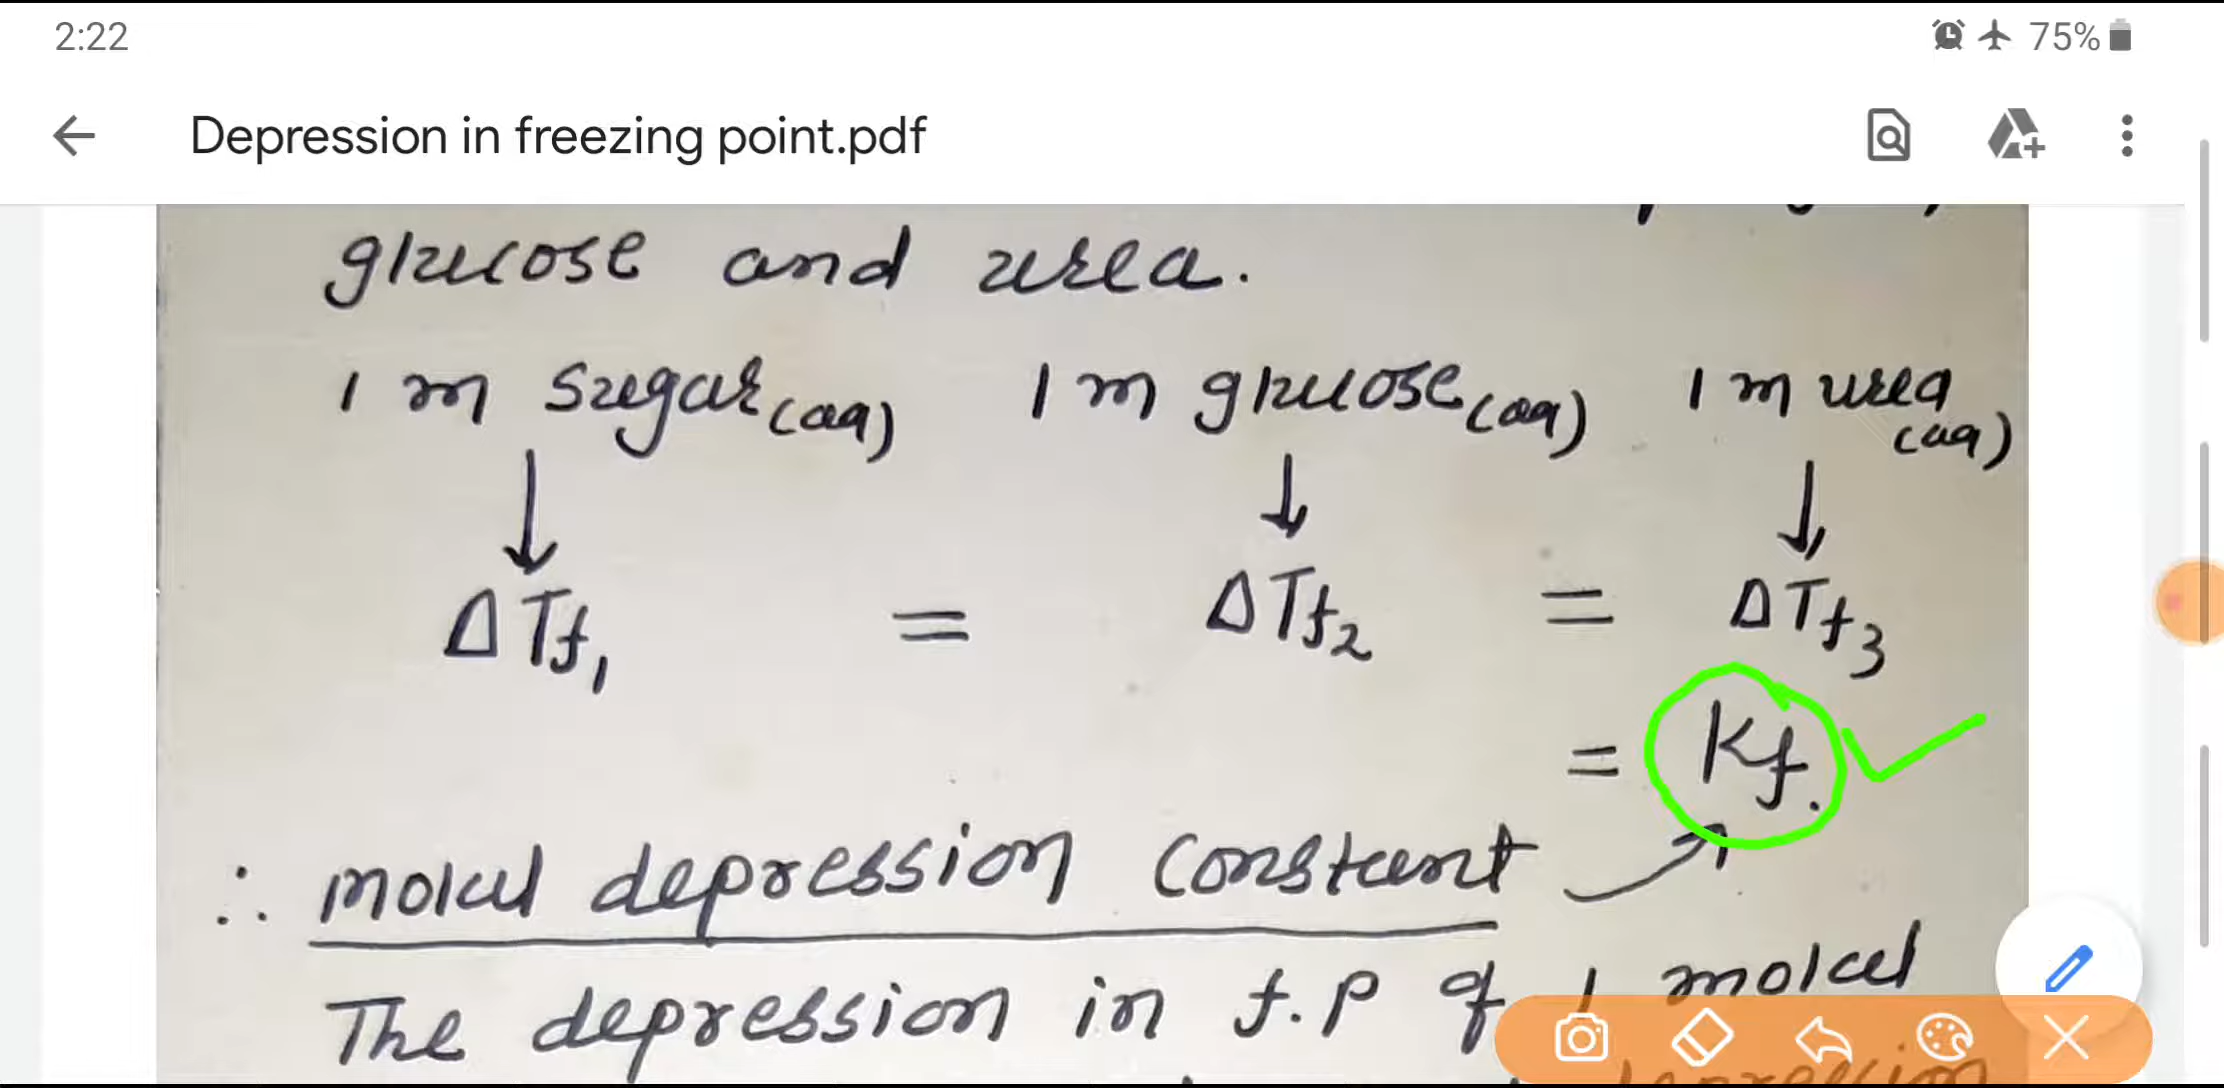 2:22
75%
Depression in freezing point.pdf
glucose and urea.
1 m sugar(aq) 1 m glucose(aq) 1 m urea(aq)
↓ ↓ ↓
ΔTf1 = ΔTf2 = ΔTf3
= Kf.
∴ molal depression constant
The depression in f.p of 1 molal